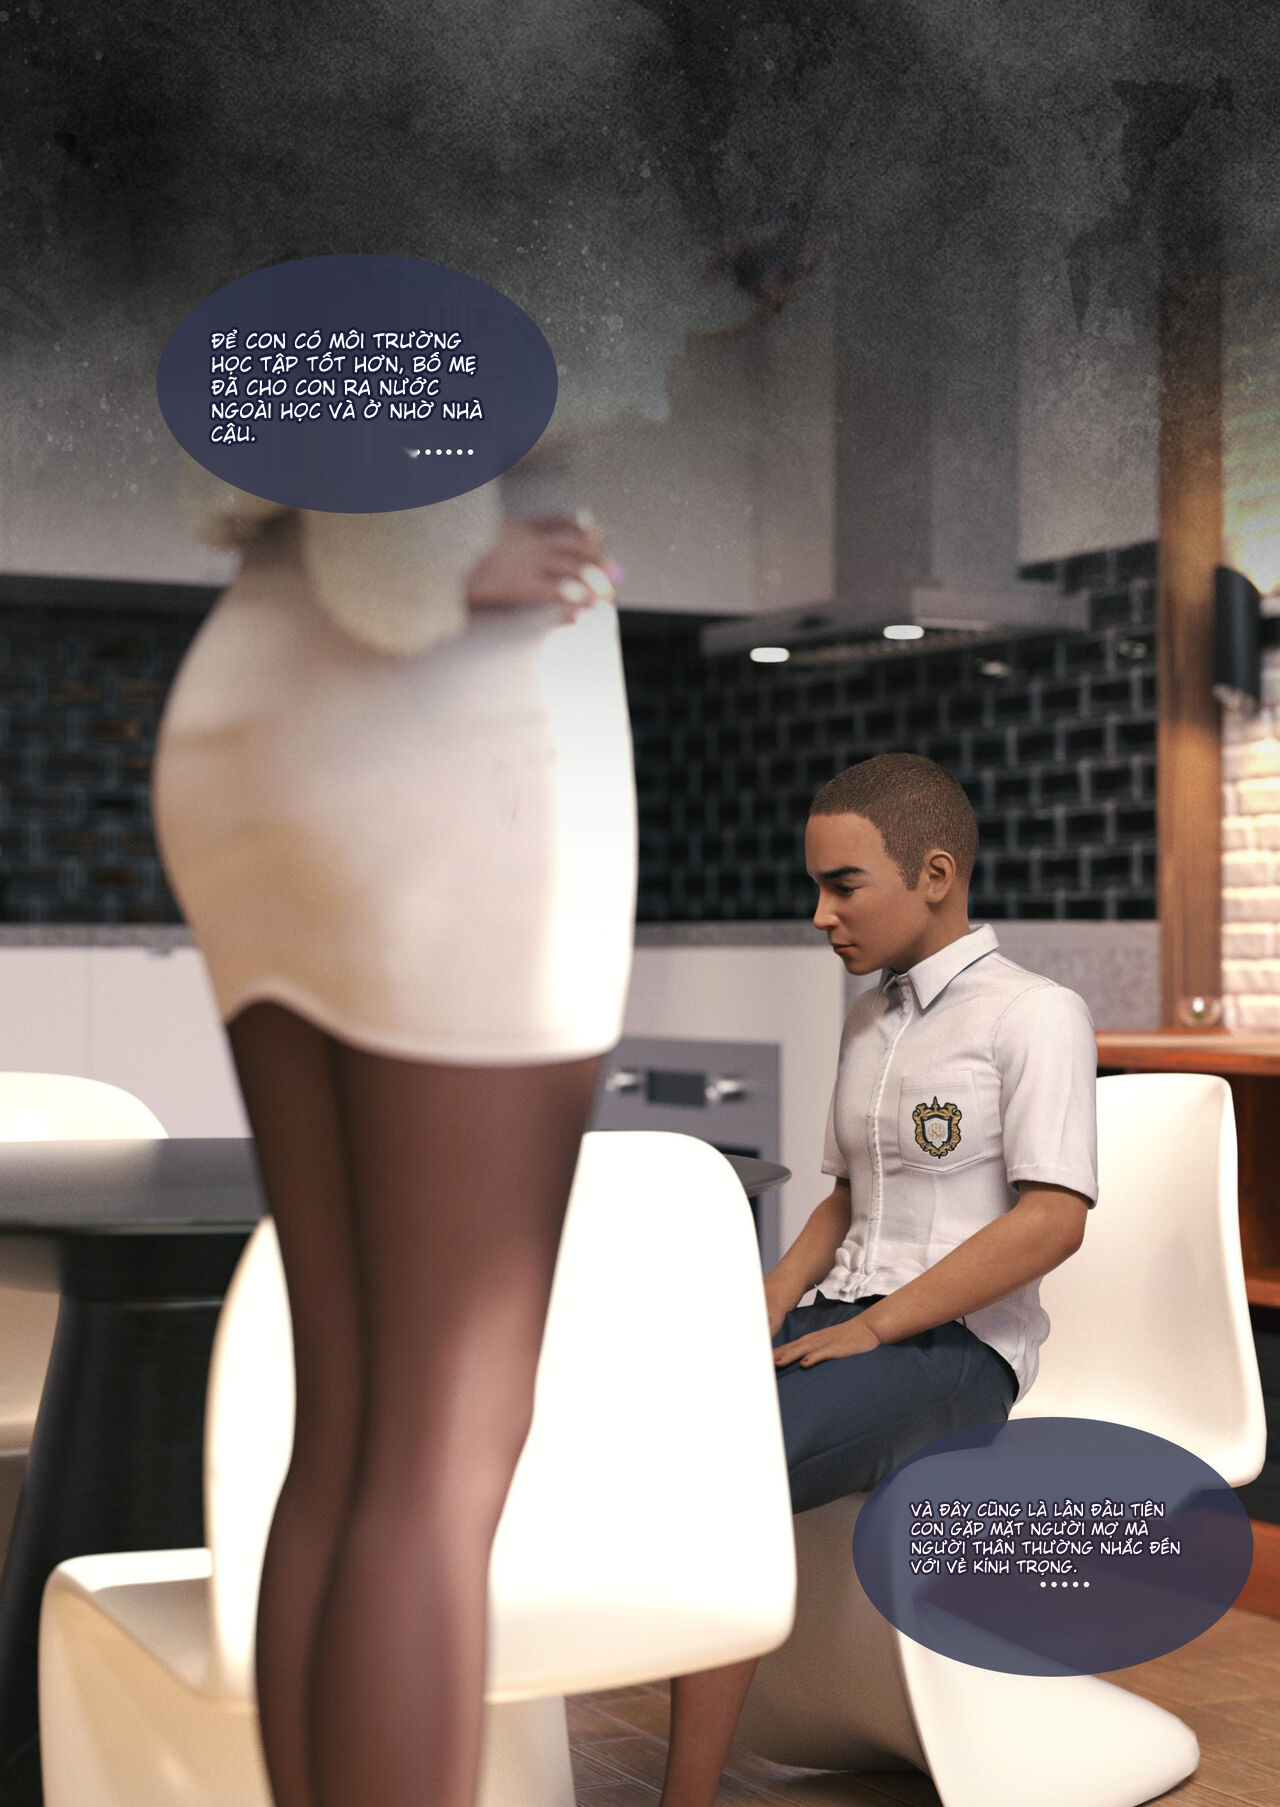 ĐỂ CON CÓ MÔI TRƯỜNG
HỌC TẬP TỐT HƠN, BỐ MẸ
ĐÃ CHO CON RA NƯỚC
NGOÀI HỌC VÀ Ở NHỜ NHÀ
CẬU.
......
VÀ ĐÂY CŨNG LÀ LẦN ĐẦU TIÊN
CON GẶP MẶT NGƯỜI MỢ MÀ
NGƯỜI THÂN THƯỜNG NHẮC ĐẾN
VỚI VẺ KÍNH TRỌNG.
.....